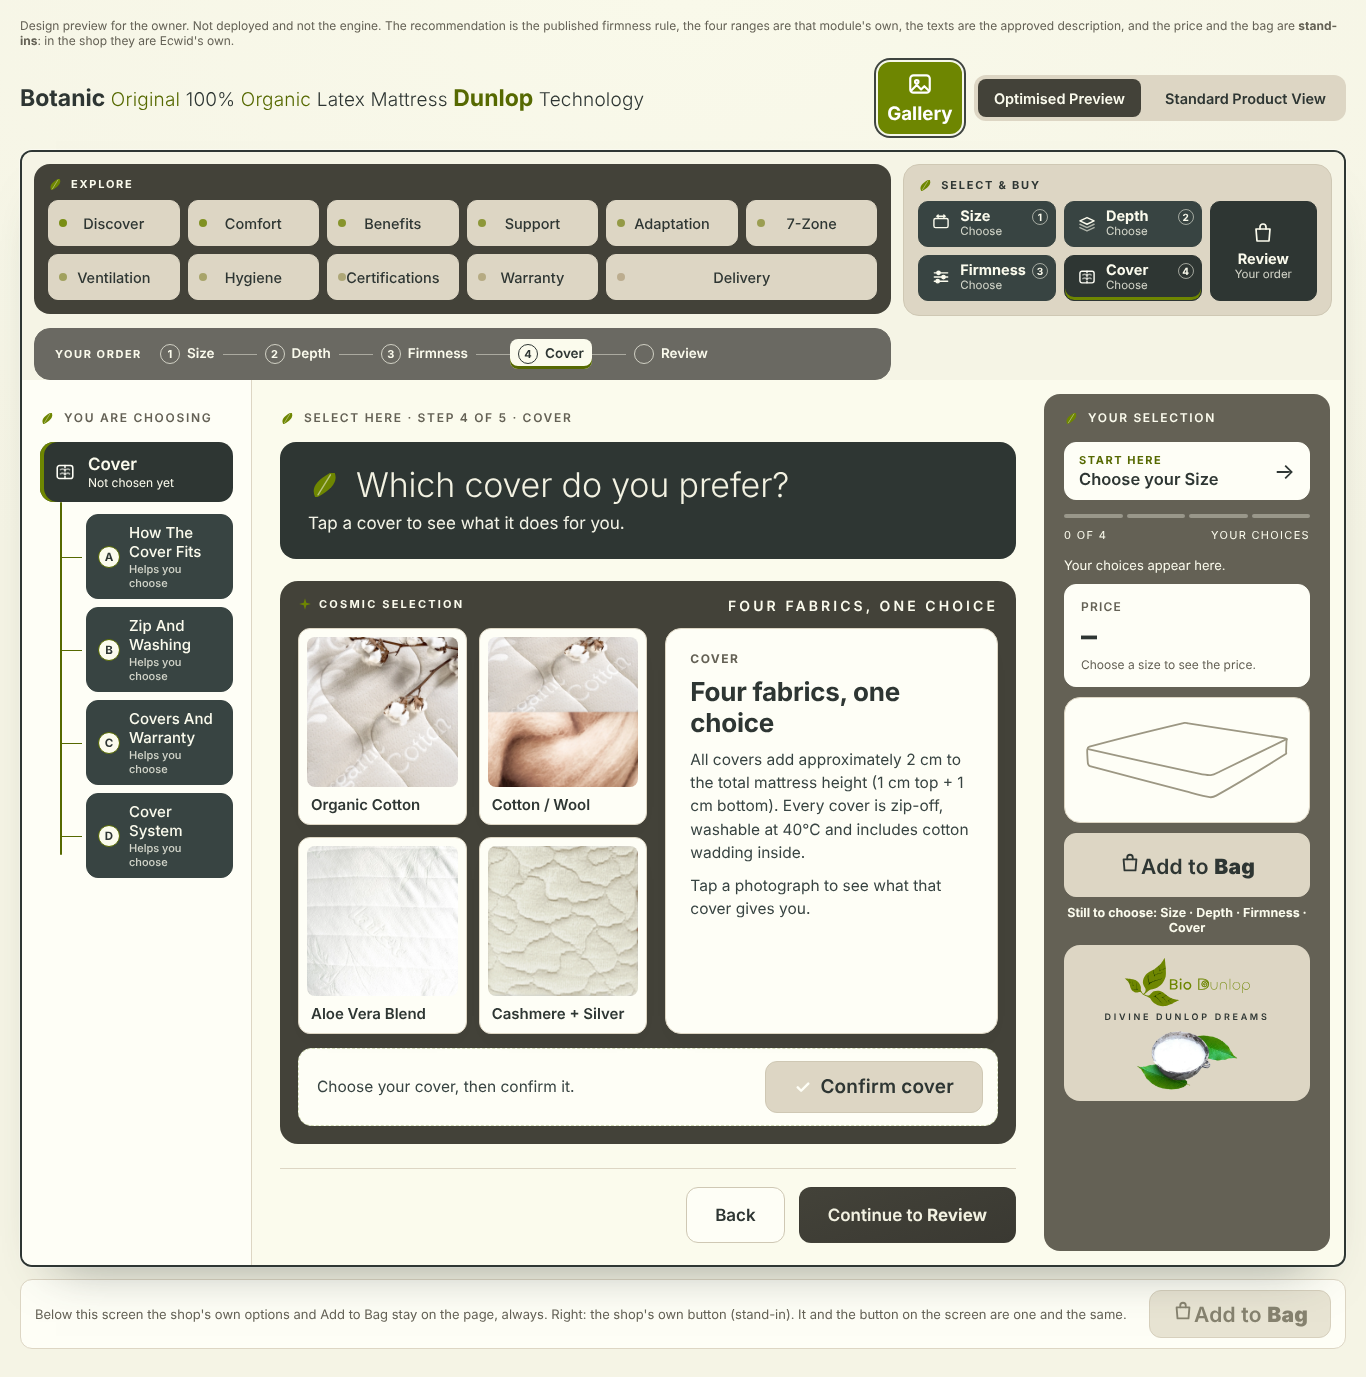 Design preview for the owner. Not deployed and not the engine. The recommendation is the published firmness rule, the four ranges are that module's own, the texts are the approved description, and the price and the bag are stand-
ins: in the shop they are Ecwid's own.
Botanic Original 100% Organic Latex Mattress Dunlop Technology
Gallery
Optimised Preview
Standard Product View
EXPLORE
Discover
Comfort
Benefits
Support
Adaptation
7-Zone
Ventilation
Hygiene
Certifications
Warranty
Delivery
SELECT & BUY
Size 1
Choose
Depth 2
Choose
Firmness 3
Choose
Cover 4
Choose
Review
Your order
YOUR ORDER
1 Size
2 Depth
3 Firmness
4 Cover
Review
YOU ARE CHOOSING
Cover
Not chosen yet
A
How The
Cover Fits
Helps you
choose
B
Zip And
Washing
Helps you
choose
C
Covers And
Warranty
Helps you
choose
D
Cover
System
Helps you
choose
SELECT HERE · STEP 4 OF 5 · COVER
Which cover do you prefer?
Tap a cover to see what it does for you.
COSMIC SELECTION
FOUR FABRICS, ONE CHOICE
Organic Cotton
Cotton / Wool
Aloe Vera Blend
Cashmere + Silver
COVER
Four fabrics, one
choice
All covers add approximately 2 cm to
the total mattress height (1 cm top + 1
cm bottom). Every cover is zip-off,
washable at 40°C and includes cotton
wadding inside.
Tap a photograph to see what that
cover gives you.
Choose your cover, then confirm it.
Confirm cover
Back
Continue to Review
YOUR SELECTION
START HERE
Choose your Size
0 OF 4
YOUR CHOICES
Your choices appear here.
PRICE
–
Choose a size to see the price.
Add to Bag
Still to choose: Size · Depth · Firmness ·
Cover
Bio Dunlop
DIVINE DUNLOP DREAMS
Below this screen the shop's own options and Add to Bag stay on the page, always. Right: the shop's own button (stand-in). It and the button on the screen are one and the same.
Add to Bag